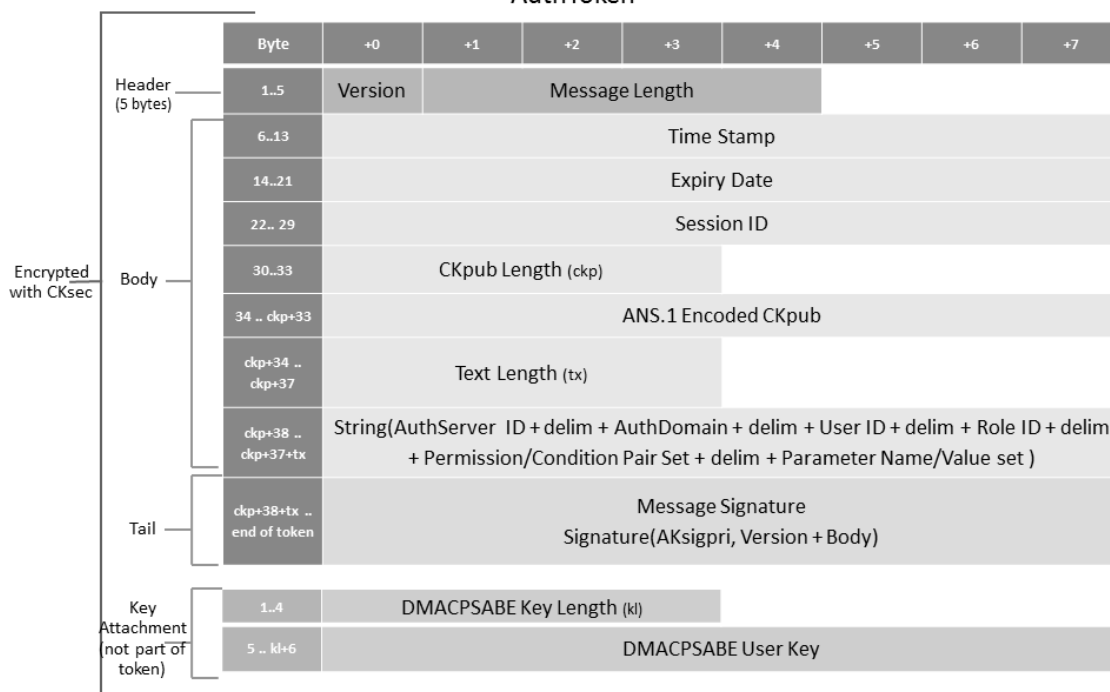 AuthToken
Byte +0 +1 +2 +3 +4 +5 +6 +7
Header
(5 bytes)
1..5 Version Message Length
6..13 Time Stamp
14..21 Expiry Date
22.. 29 Session ID
Encrypted
with CKsec
Body
30..33 CKpub Length (ckp)
34 .. ckp+33 ANS.1 Encoded CKpub
ckp+34 ..
ckp+37
Text Length (tx)
ckp+38 ..
ckp+37+tx
String(AuthServer ID + delim + AuthDomain + delim + User ID + delim + Role ID + delim
+ Permission/Condition Pair Set + delim + Parameter Name/Value set )
Tail
ckp+38+tx ..
end of token
Message Signature
Signature(AKsigpri, Version + Body)
Key
Attachment
(not part of
token)
1..4 DMACPSABE Key Length (kl)
5 .. kl+6 DMACPSABE User Key